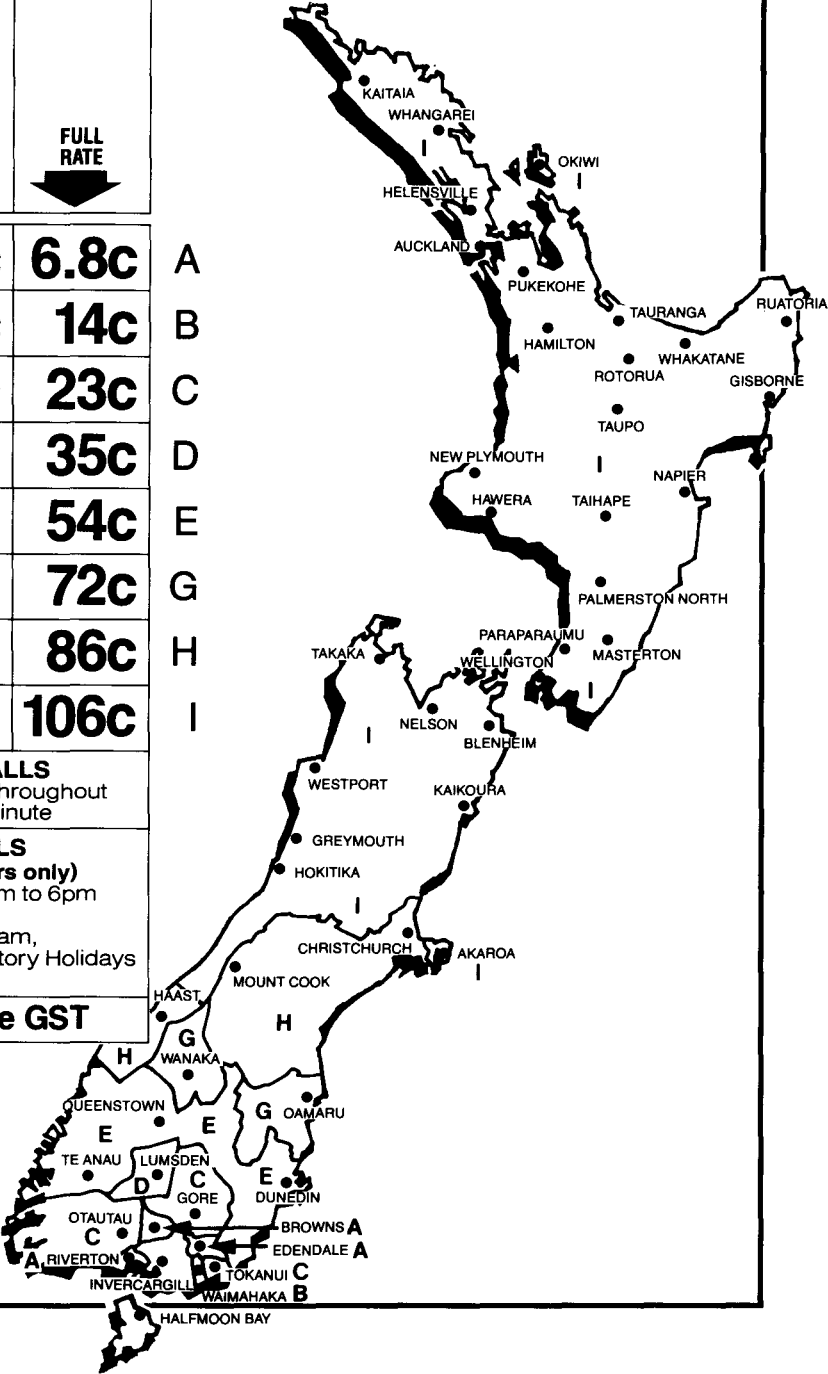 FULL
RATE
6.8c A
14c B
23c C
35c D
54c E
72c G
86c H
106c I
ALLS
hroughout
inute
LS
rs only)
m to 6pm
am,
tory Holidays
e GST
KAITAIA
WHANGAREI
I
OKIWI
I
HELENSVILLE
AUCKLAND
PUKEKOHE
TAURANGA
RUATORIA
HAMILTON
WHAKATANE
ROTORUA
GISBORNE
TAUPO
NEW PLYMOUTH
I
NAPIER
HAWERA
TAIHAPE
PALMERSTON NORTH
PARAPARAUMU
TAKAKA
WELLINGTON
MASTERTON
I
NELSON
I
BLENHEIM
WESTPORT
KAIKOURA
GREYMOUTH
HOKITIKA
I
CHRISTCHURCH
AKAROA
I
MOUNT COOK
HAAST
H
G
H
WANAKA
QUEENSTOWN
G OAMARU
E
E
TE ANAU
LUMSDEN
D
C
E
GORE
DUNEDIN
OTAUTAU
C
BROWNS A
EDENDALE A
A RIVERTON
TOKANUI C
INVERCARGILL
WAIMAHAKA B
HALFMOON BAY